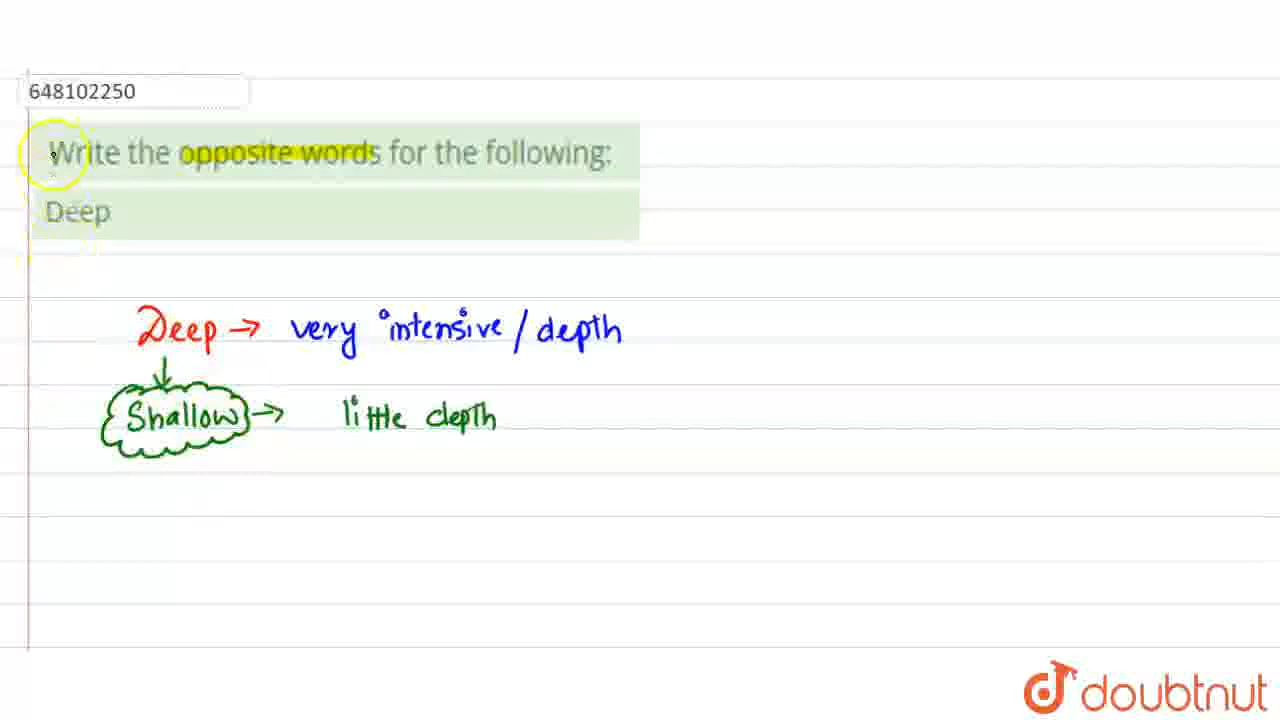 648102250
Write the opposite words for the following:
Deep
Deep → very intensive / depth
Shallow → little depth
doubtnut